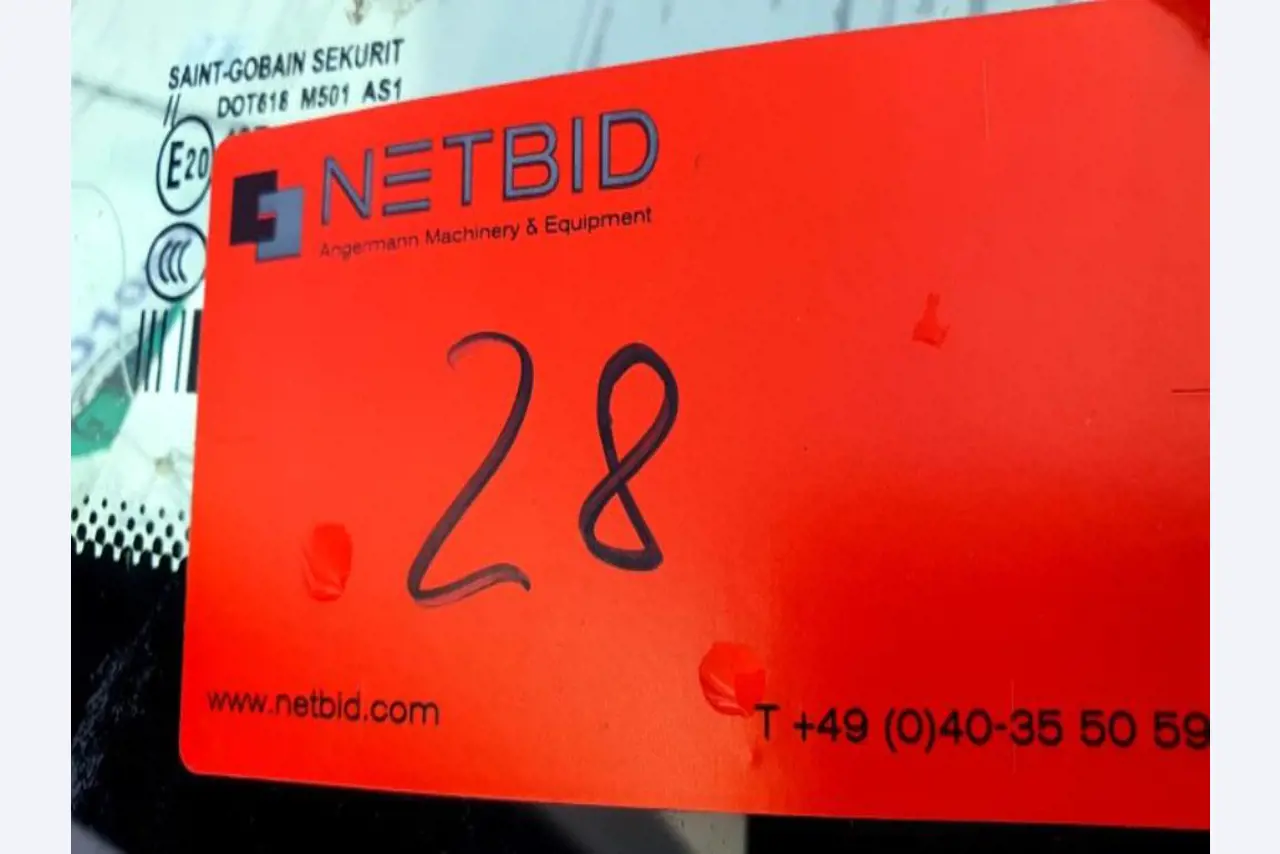 SAINT-GOBAIN SEKURIT
// DOT618 M501 AS1
E20
CCC
NETBID
Angermann Machinery & Equipment
28
www.netbid.com
T +49 (0)40-35 50 59